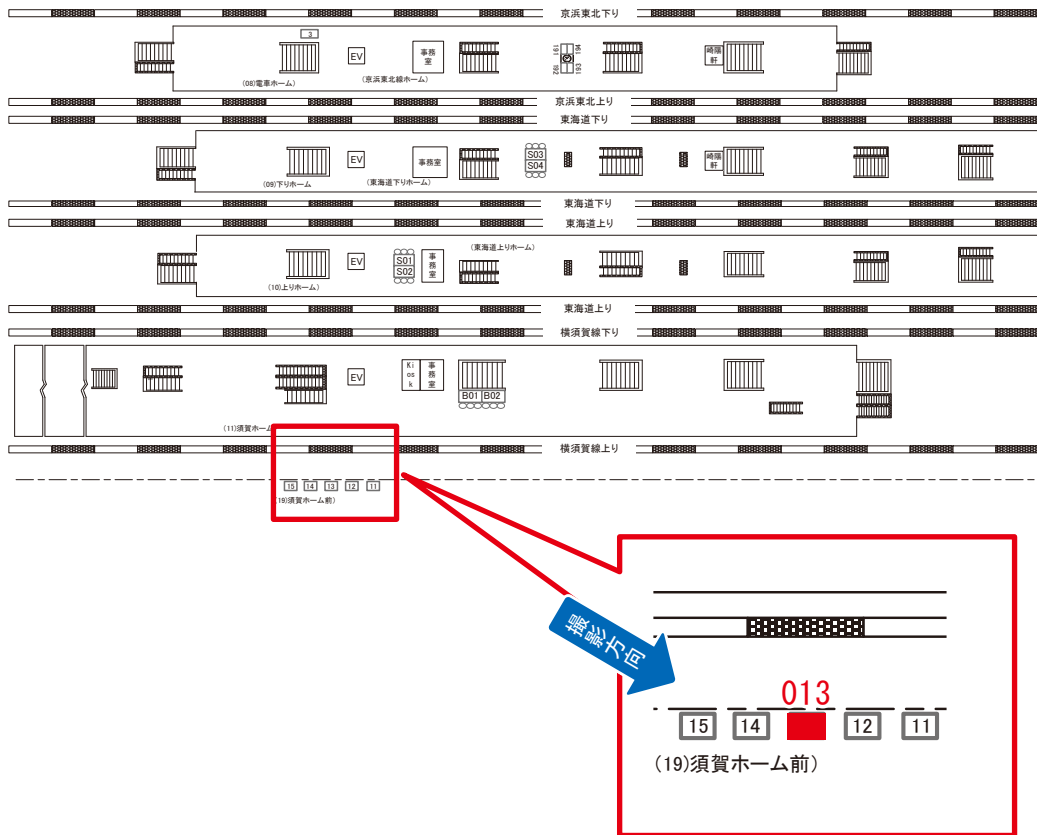 京浜東北下り
3
EV
事務室
191
194
192
193
崎陽軒
(08)電車ホーム)
(京浜東北線ホーム)
京浜東北上り
東海道下り
EV
事務室
S03
S04
崎陽軒
(09)下りホーム
(東海道下りホーム)
東海道下り
東海道上り
(東海道上りホーム)
EV
S01
S02
事務室
(10)上りホーム)
東海道上り
横須賀線下り
EV
Kiosk
事務室
B01 B02
(11)須賀ホーム
横須賀線上り
15 14 13 12 11
(19)須賀ホーム前)
撮影方向
013
15 14 12 11
(19)須賀ホーム前)